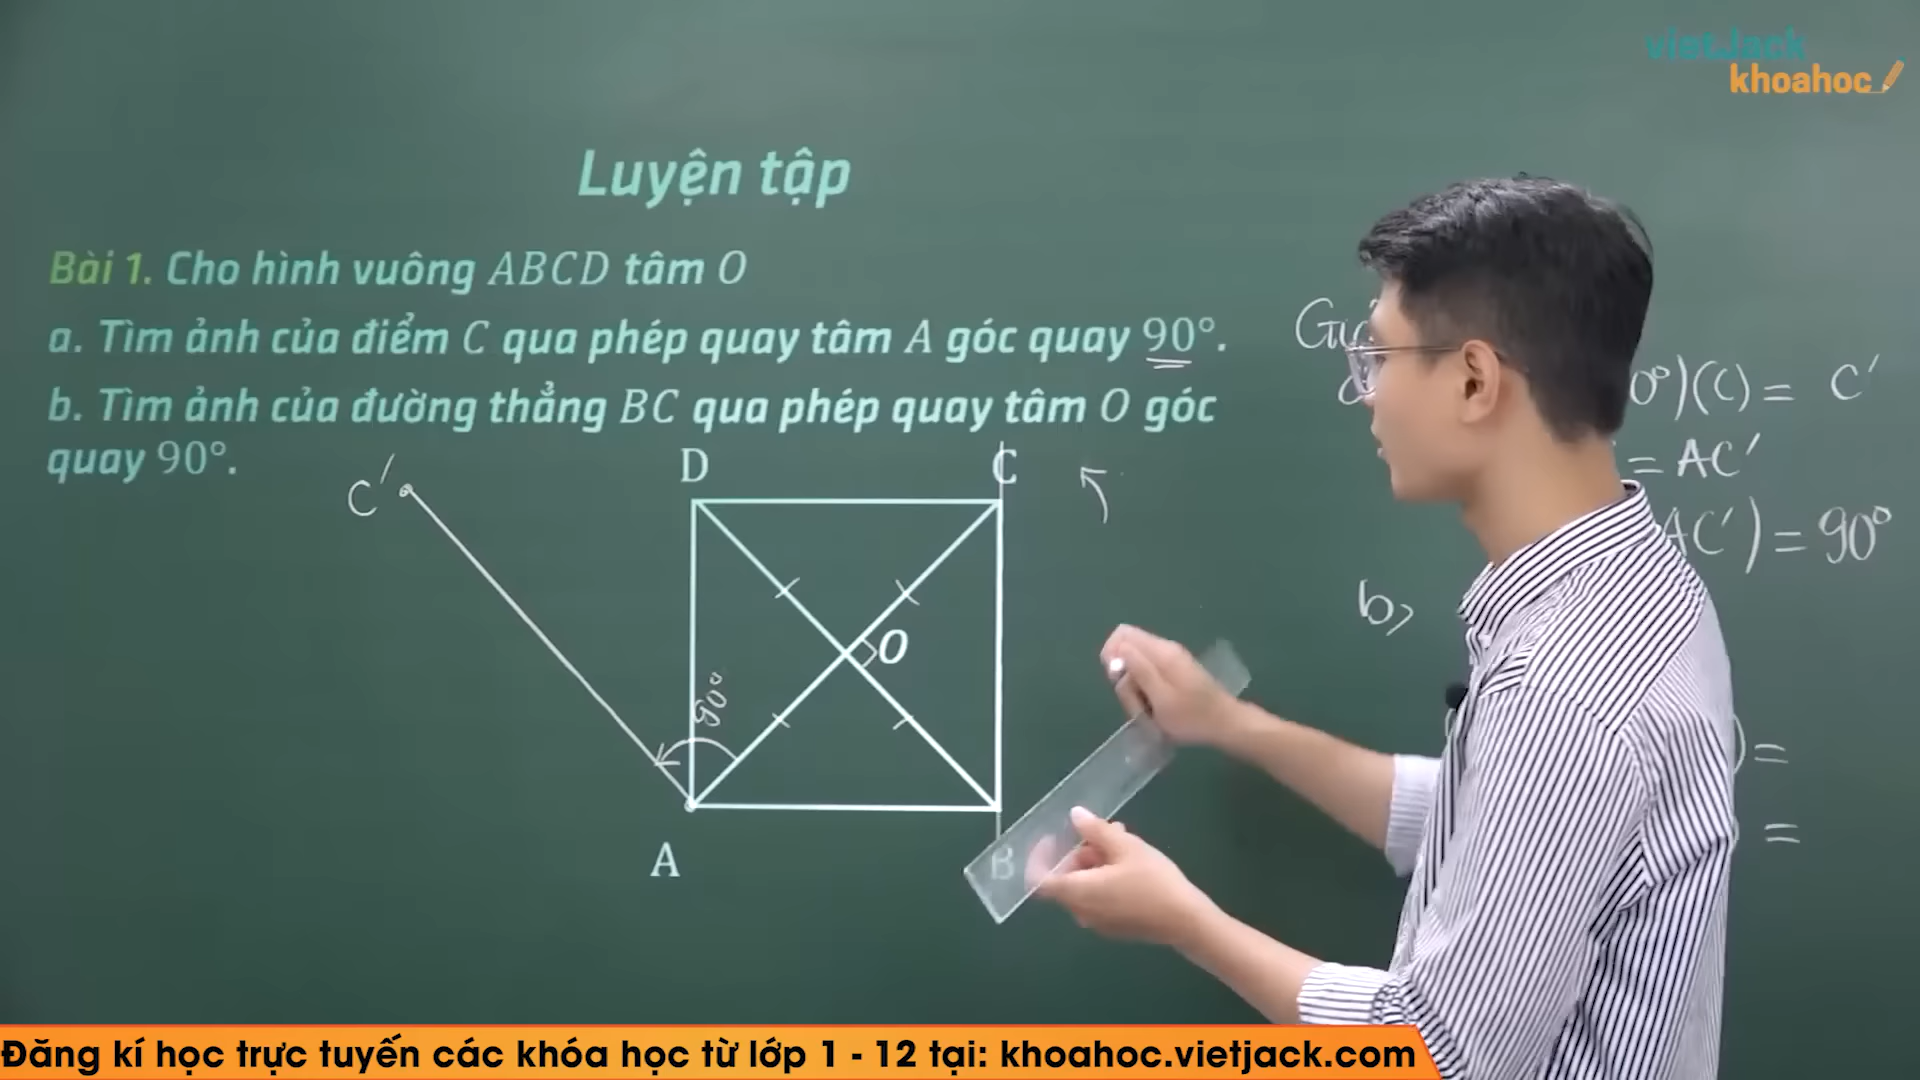 vietJack
khoahoc
Luyện tập
Bài 1. Cho hình vuông ABCD tâm O
a. Tìm ảnh của điểm C qua phép quay tâm A góc quay 90°.
b. Tìm ảnh của đường thẳng BC qua phép quay tâm O góc
quay 90°.
D
C
C'
O
90°
A
B
0°)(C) = C'
= AC'
AC') = 90°
b,
) =
=
Đăng kí học trực tuyến các khóa học từ lớp 1 - 12 tại: khoahoc.vietjack.com